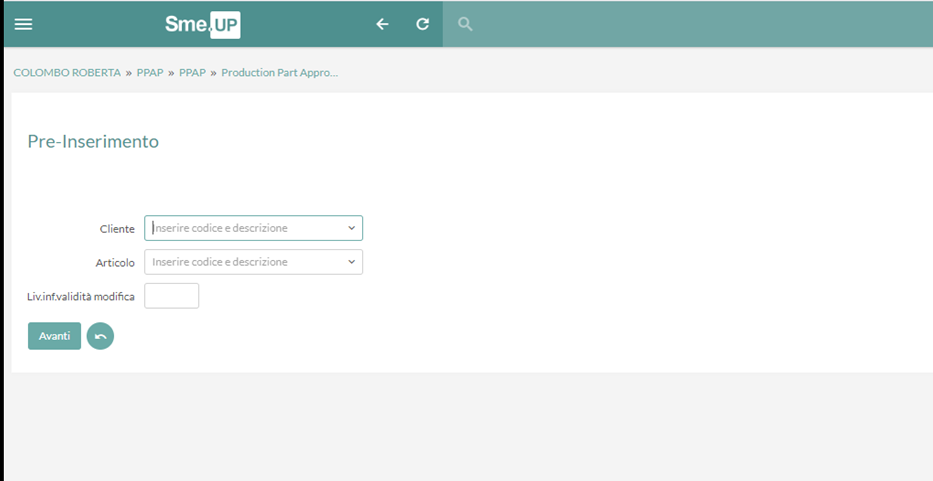 Sme.UP
COLOMBO ROBERTA » PPAP » PPAP » Production Part Appro...
Pre-Inserimento
Cliente Inserire codice e descrizione
Articolo Inserire codice e descrizione
Liv.inf.validità modifica
Avanti